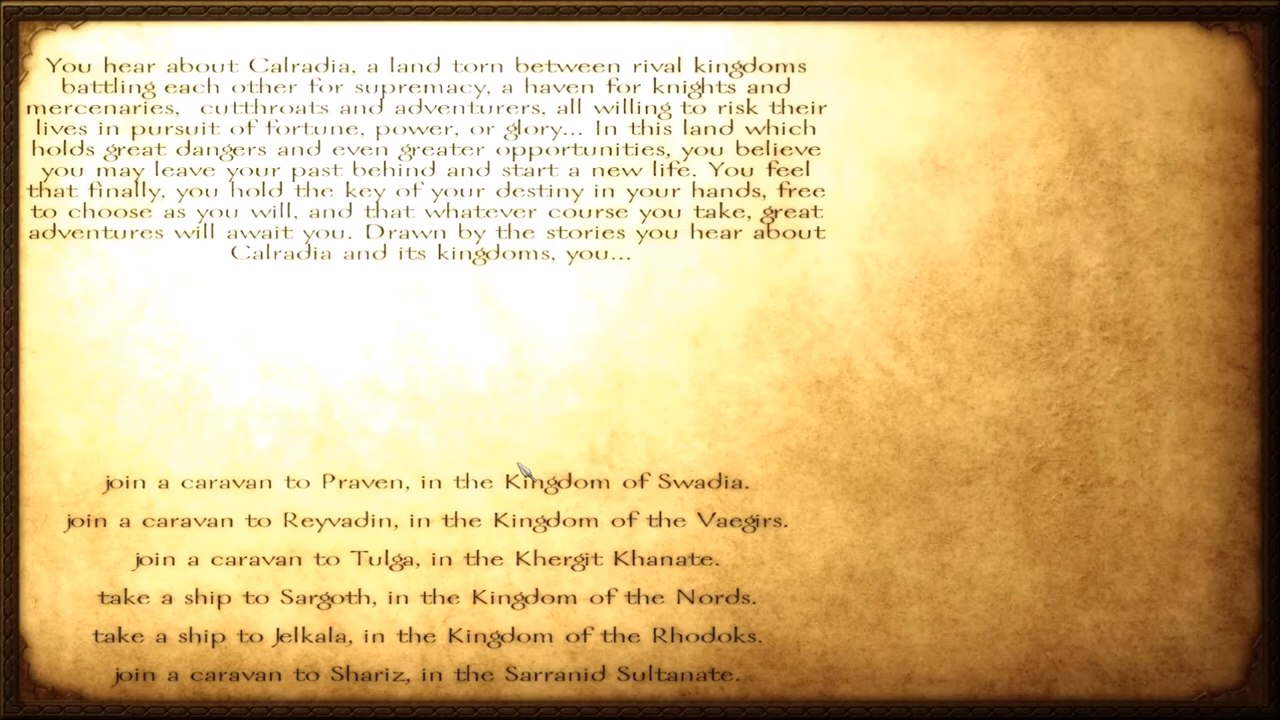 You hear about Calradia, a land torn between rival kingdoms
battling each other for supremacy, a haven for knights and
mercenaries,  cutthroats and adventurers, all willing to risk their
lives in pursuit of fortune, power, or glory... In this land which
holds great dangers and even greater opportunities, you believe
you may leave your past behind and start a new life. You feel
that finally, you hold the key of your destiny in your hands, free
to choose as you will, and that whatever course you take, great
adventures will await you. Drawn by the stories you hear about
Calradia and its kingdoms, you...
join a caravan to Praven, in the Kingdom of Swadia.
join a caravan to Reyvadin, in the Kingdom of the Vaegirs.
join a caravan to Tulga, in the Khergit Khanate.
take a ship to Sargoth, in the Kingdom of the Nords.
take a ship to Jelkala, in the Kingdom of the Rhodoks.
join a caravan to Shariz, in the Sarranid Sultanate.